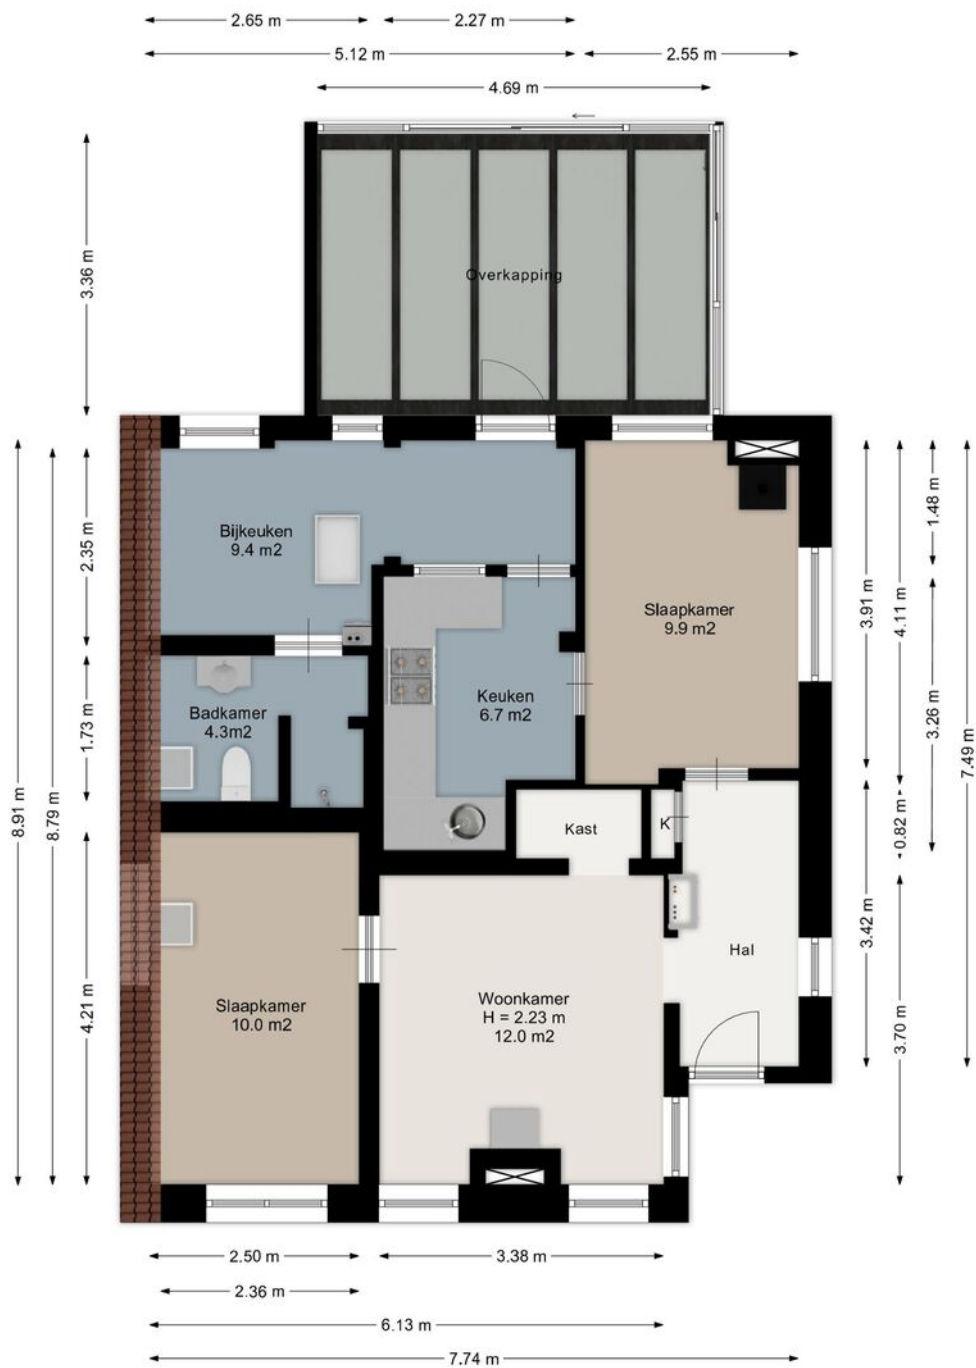 2.65 m
2.27 m
5.12 m
2.55 m
4.69 m
3.36 m
Overkapping
8.91 m
8.79 m
2.35 m
1.73 m
4.21 m
Bijkeuken
9.4 m2
Slaapkamer
9.9 m2
Keuken
6.7 m2
Badkamer
4.3m2
Kast
K
Hal
Slaapkamer
10.0 m2
Woonkamer
H = 2.23 m
12.0 m2
3.91 m
3.42 m
4.11 m
0.82 m
3.70 m
1.48 m
3.26 m
7.49 m
2.50 m
3.38 m
2.36 m
6.13 m
7.74 m